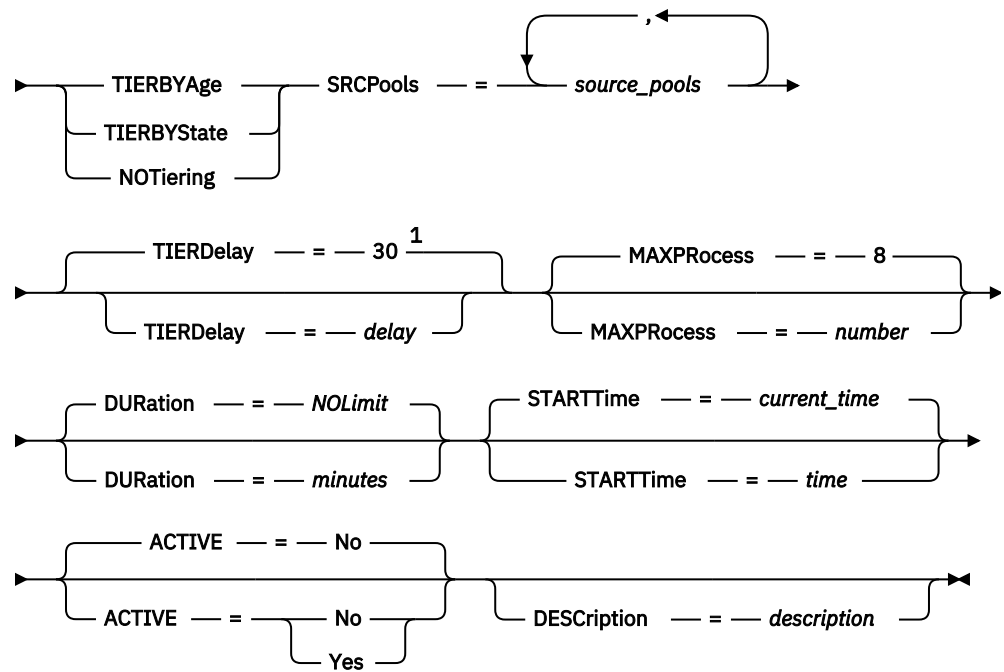 ,
TIERBYAge SRCPools = source_pools
TIERBYState
NOTiering
TIERDelay = 30 1 MAXPRocess = 8
TIERDelay = delay MAXPRocess = number
DURation = NOLimit STARTTime = current_time
DURation = minutes STARTTime = time
ACTIVE = No
ACTIVE = No DESCription = description
Yes